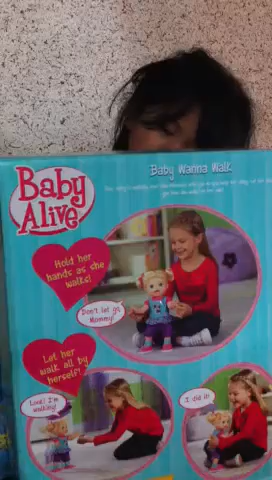 Baby Wanna Walk
Baby
Alive
Hold her
hands as she
walks!
Don't let go,
Mommy!
Let her
walk all by
herself!
Look! I'm
walking!
I did it!